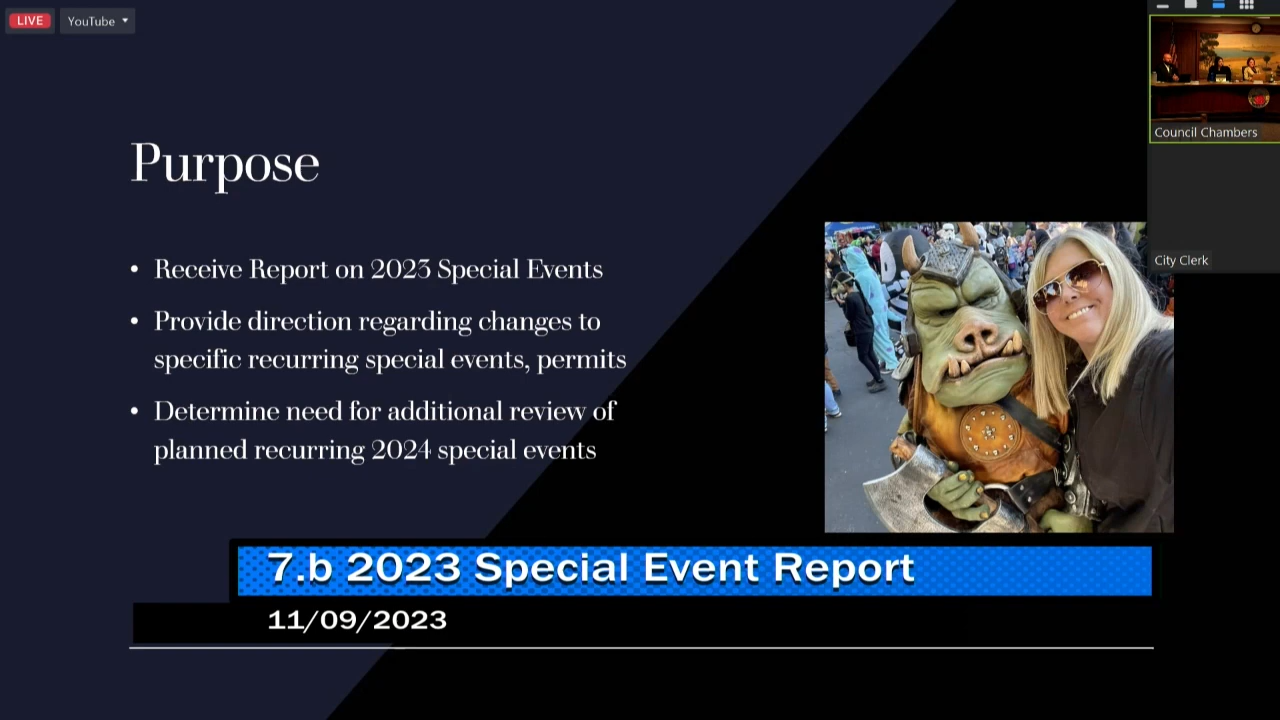 LIVE
YouTube
Council Chambers
City Clerk
Purpose
• Receive Report on 2023 Special Events
• Provide direction regarding changes to
specific recurring special events, permits
• Determine need for additional review of
planned recurring 2024 special events
7.b 2023 Special Event Report
11/09/2023